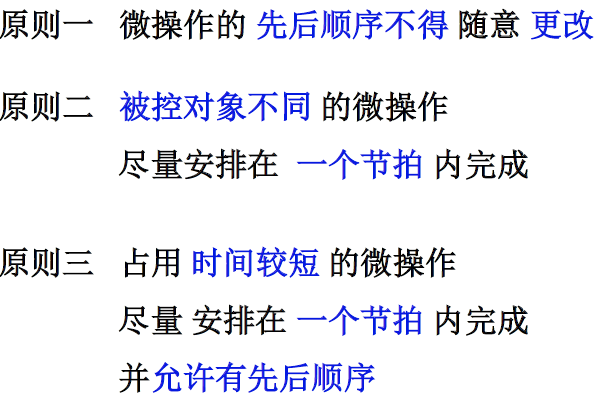 原则一 微操作的 先后顺序不得 随意 更改
原则二 被控对象不同 的微操作
尽量安排在 一个节拍 内完成
原则三 占用 时间较短 的微操作
尽量 安排在 一个节拍 内完成
并允许有先后顺序